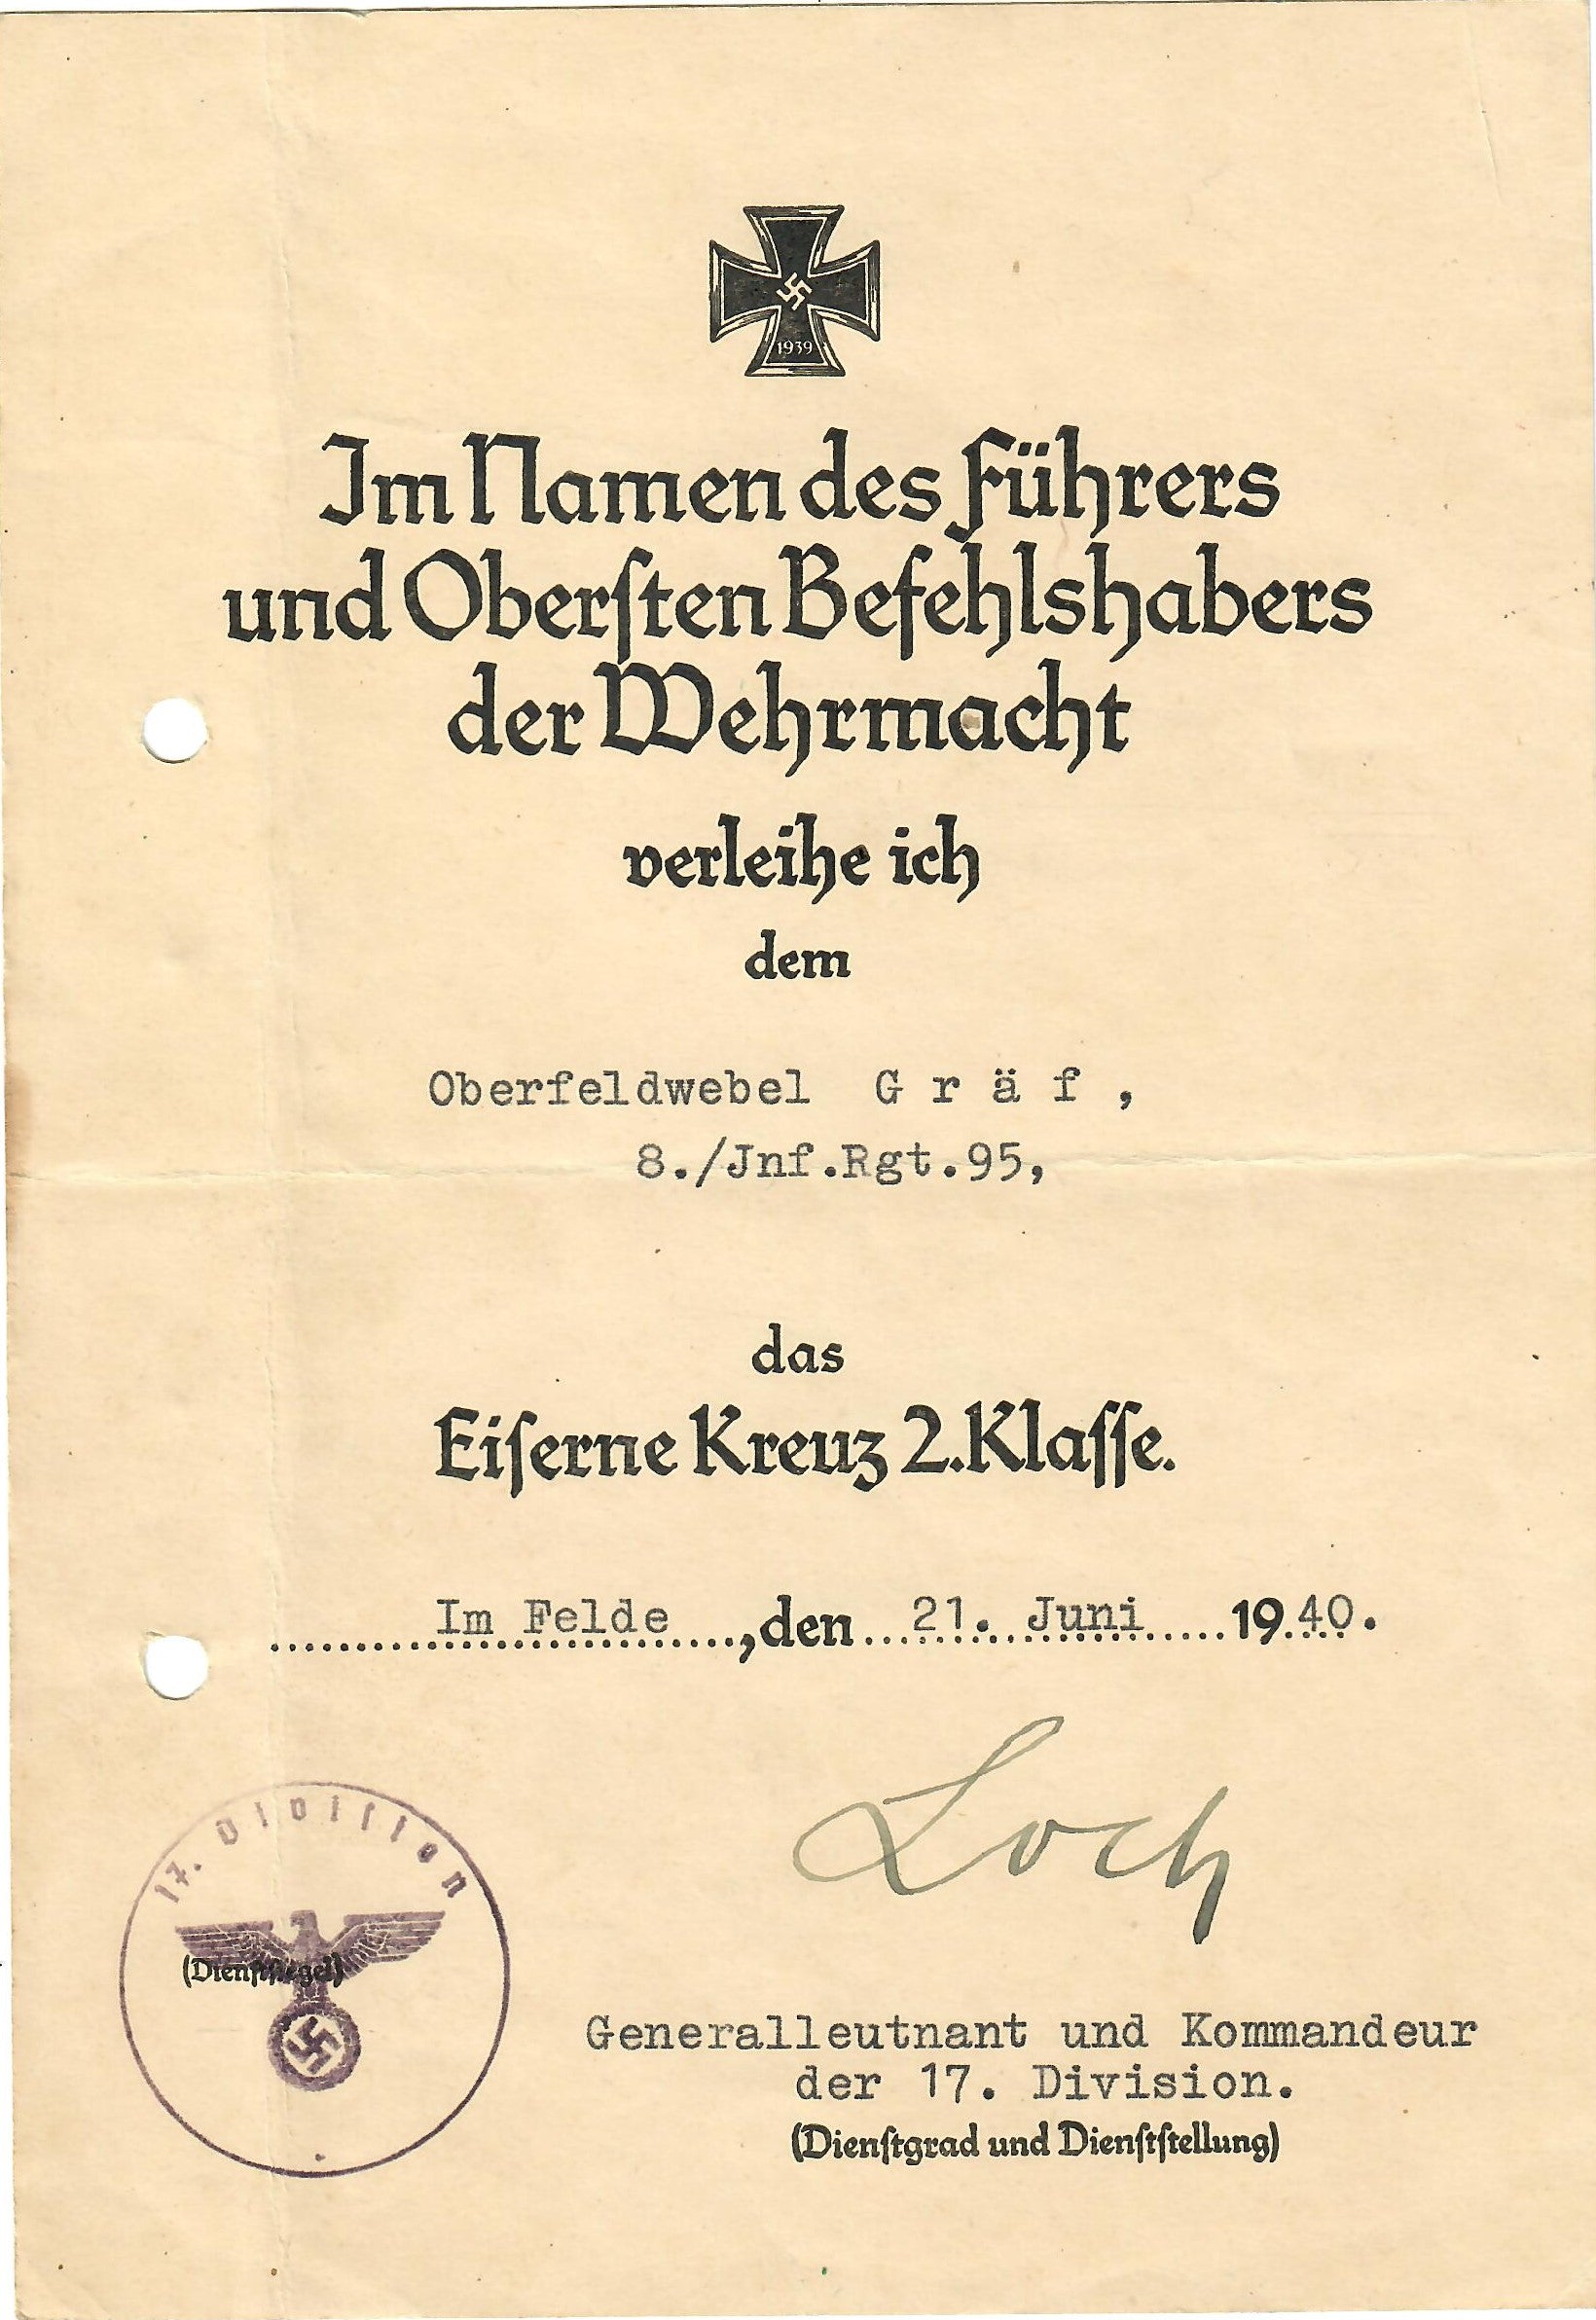 1939
Im Namen des Führers
und Oberſten Befehlshabers
der Wehrmacht
verleihe ich
dem
Oberfeldwebel G r ä f ,
8./Jnf.Rgt.95,
das
Eiſerne Kreuz 2.Klaſſe.
Im Felde, den 21. Juni 1940.
Loch
17. Diviſion
(Dienſtſiegel)
Generalleutnant und Kommandeur
der 17. Division.
(Dienſtgrad und Dienſtſtellung)